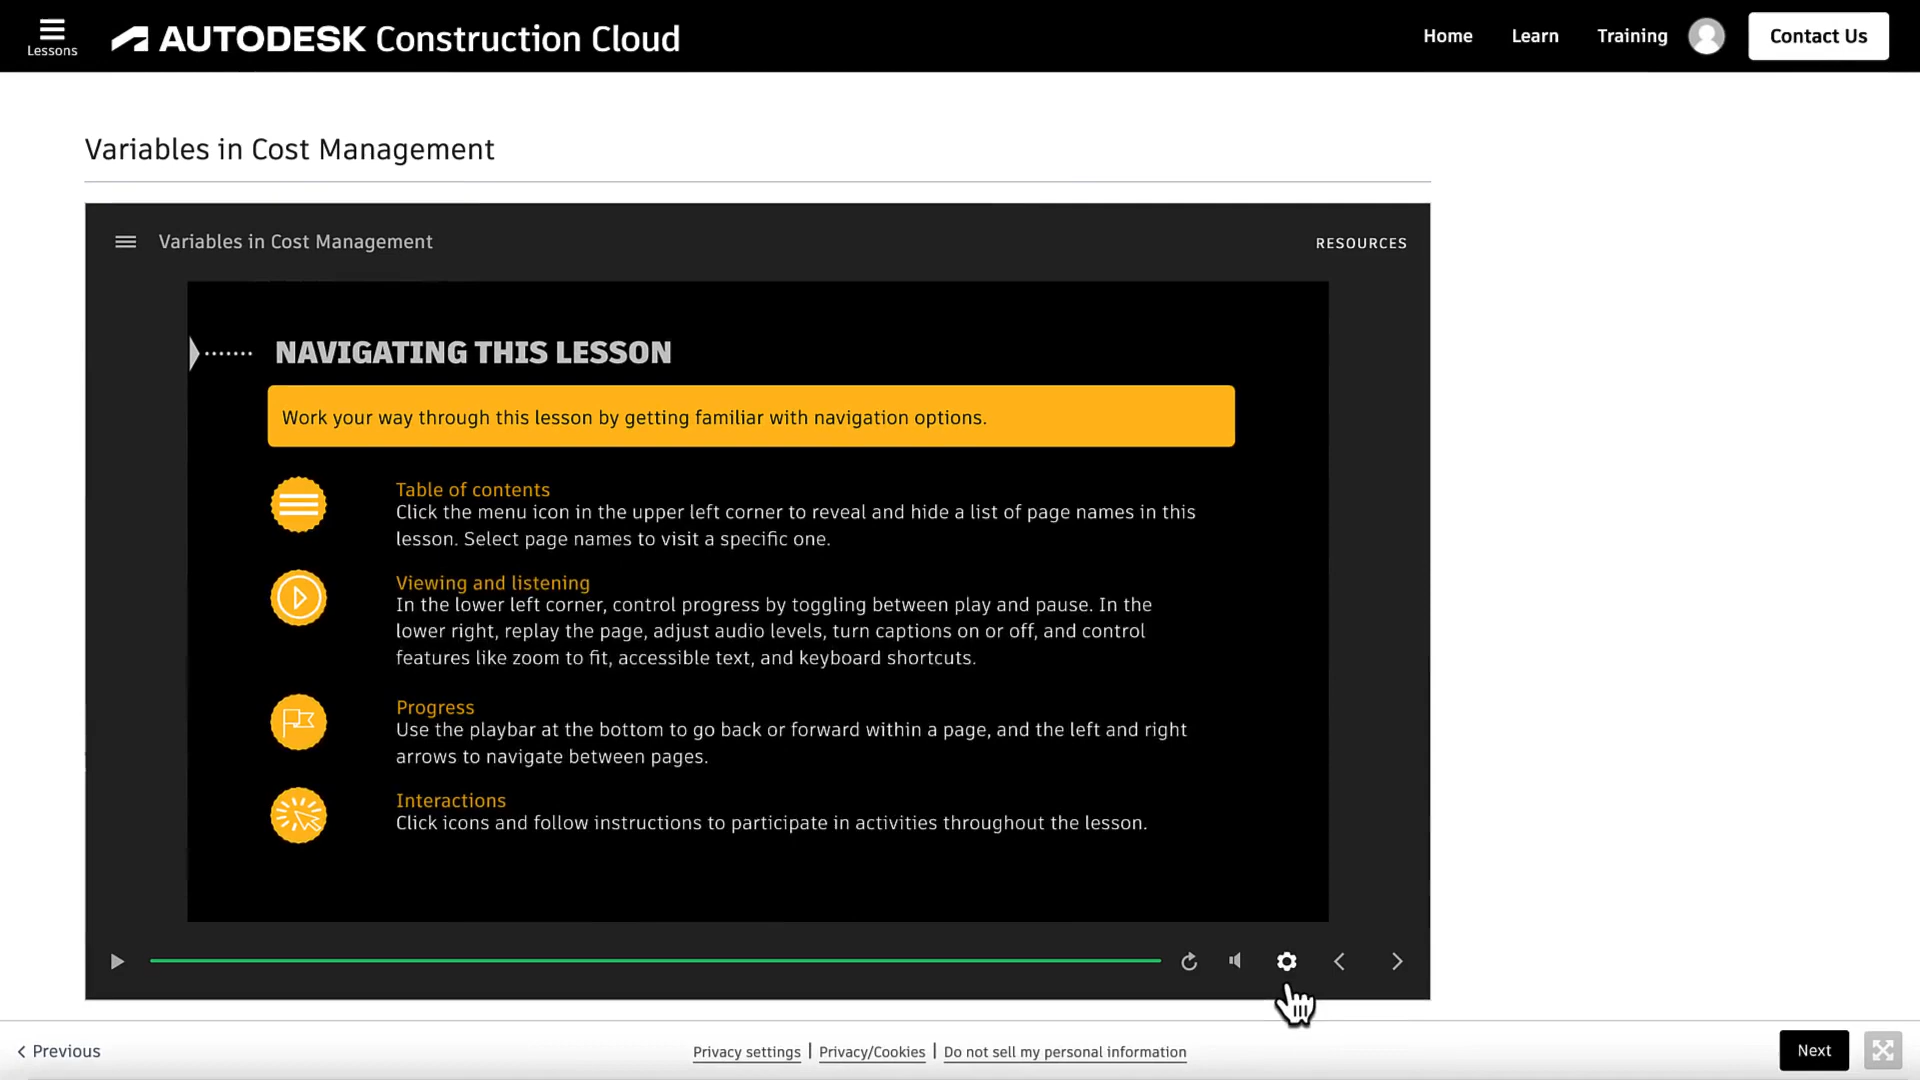 Lessons
AUTODESK Construction Cloud
Home
Learn
Training
Contact Us
Variables in Cost Management
Variables in Cost Management
RESOURCES
NAVIGATING THIS LESSON
Work your way through this lesson by getting familiar with navigation options.
Table of contents
Click the menu icon in the upper left corner to reveal and hide a list of page names in this
lesson. Select page names to visit a specific one.
Viewing and listening
In the lower left corner, control progress by toggling between play and pause. In the
lower right, replay the page, adjust audio levels, turn captions on or off, and control
features like zoom to fit, accessible text, and keyboard shortcuts.
Progress
Use the playbar at the bottom to go back or forward within a page, and the left and right
arrows to navigate between pages.
Interactions
Click icons and follow instructions to participate in activities throughout the lesson.
Previous
Privacy settings | Privacy/Cookies | Do not sell my personal information
Next